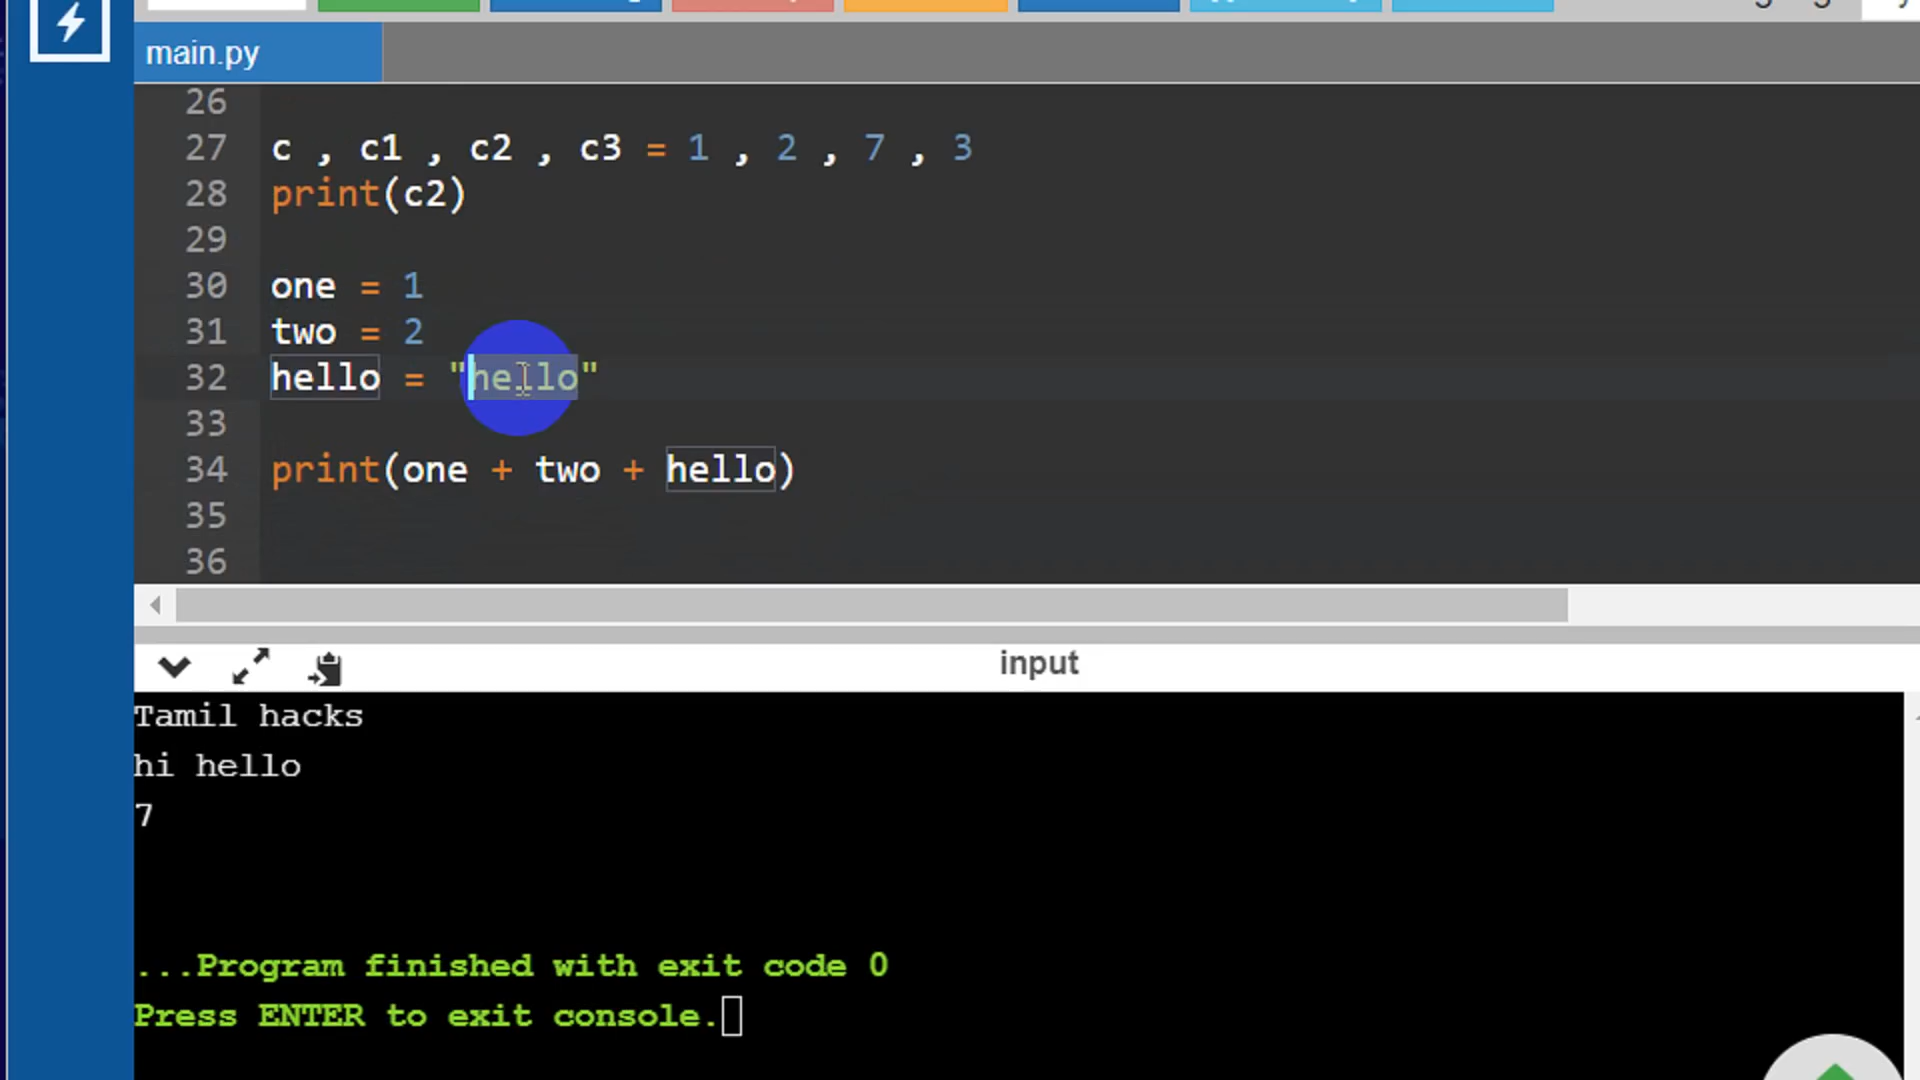 main.py
26
27 c , c1 , c2 , c3 = 1 , 2 , 7 , 3
28 print(c2)
29
30 one = 1
31 two = 2
32 hello = "hello"
33
34 print(one + two + hello)
35
36
input
Tamil hacks
hi hello
7
...Program finished with exit code 0
Press ENTER to exit console.